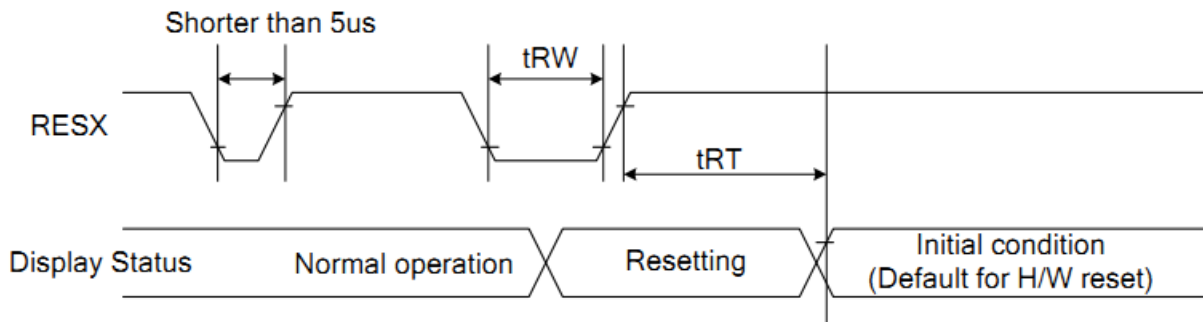 Shorter than 5us
tRW
RESX
tRT
Display Status
Normal operation
Resetting
Initial condition
(Default for H/W reset)